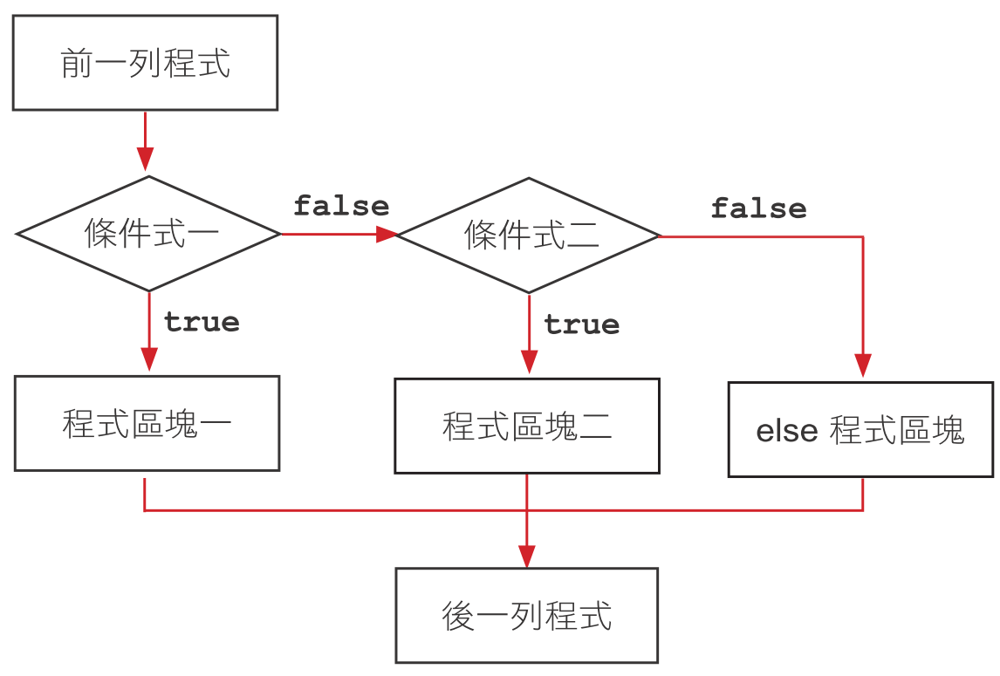 前一列程式
條件式一
false
條件式二
false
true
true
程式區塊一
程式區塊二
else 程式區塊
後一列程式